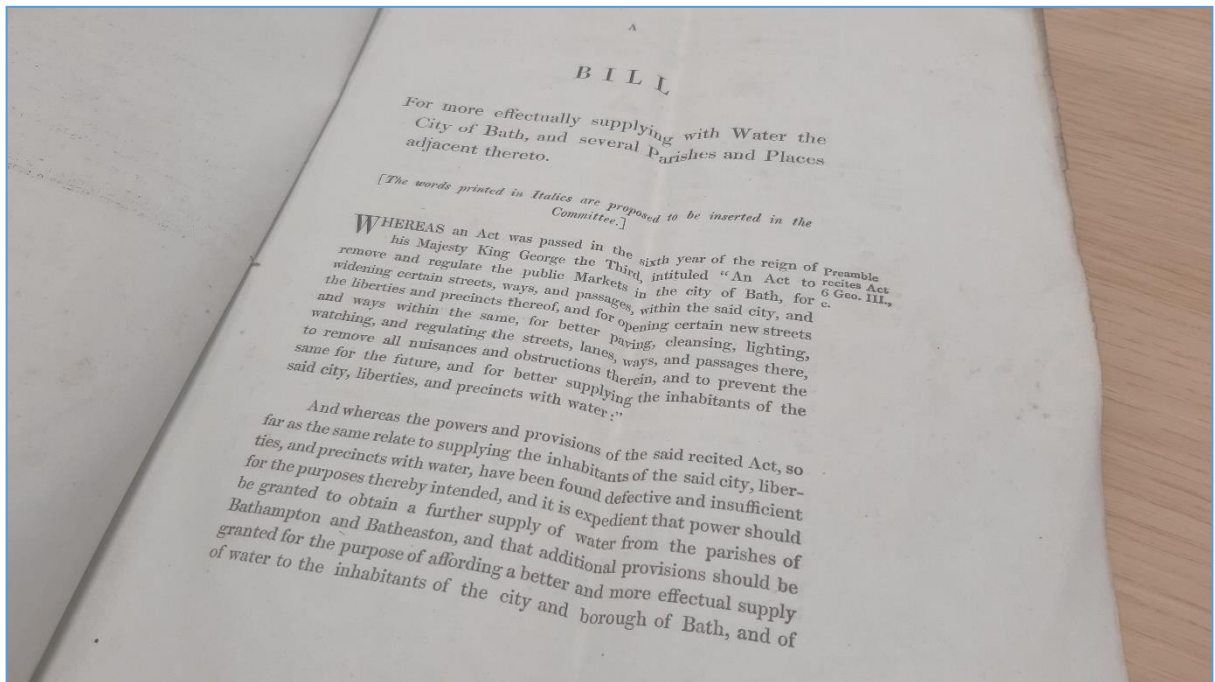 A
BILL
For more effectually supplying with Water the
City of Bath, and several Parishes and Places
adjacent thereto.
[The words printed in Italics are proposed to be inserted in the
Committee.]
WHEREAS an Act was passed in the sixth year of the reign of
his Majesty King George the Third, intituled "An Act to
remove and regulate the public Markets in the city of Bath, for
widening certain streets, ways, and passages, within the said city, and
the liberties and precincts thereof, and for opening certain new streets
and ways within the same, for better paving, cleansing, lighting,
watching, and regulating the streets, lanes, ways, and passages there,
to remove all nuisances and obstructions therein, and to prevent the
same for the future, and for better supplying the inhabitants of the
said city, liberties, and precincts with water:"
Preamble
recites Act
6 Geo. III.,
c.
And whereas the powers and provisions of the said recited Act, so
far as the same relate to supplying the inhabitants of the said city, liber-
ties, and precincts with water, have been found defective and insufficient
for the purposes thereby intended, and it is expedient that power should
be granted to obtain a further supply of water from the parishes of
Bathampton and Batheaston, and that additional provisions should be
granted for the purpose of affording a better and more effectual supply
of water to the inhabitants of the city and borough of Bath, and of